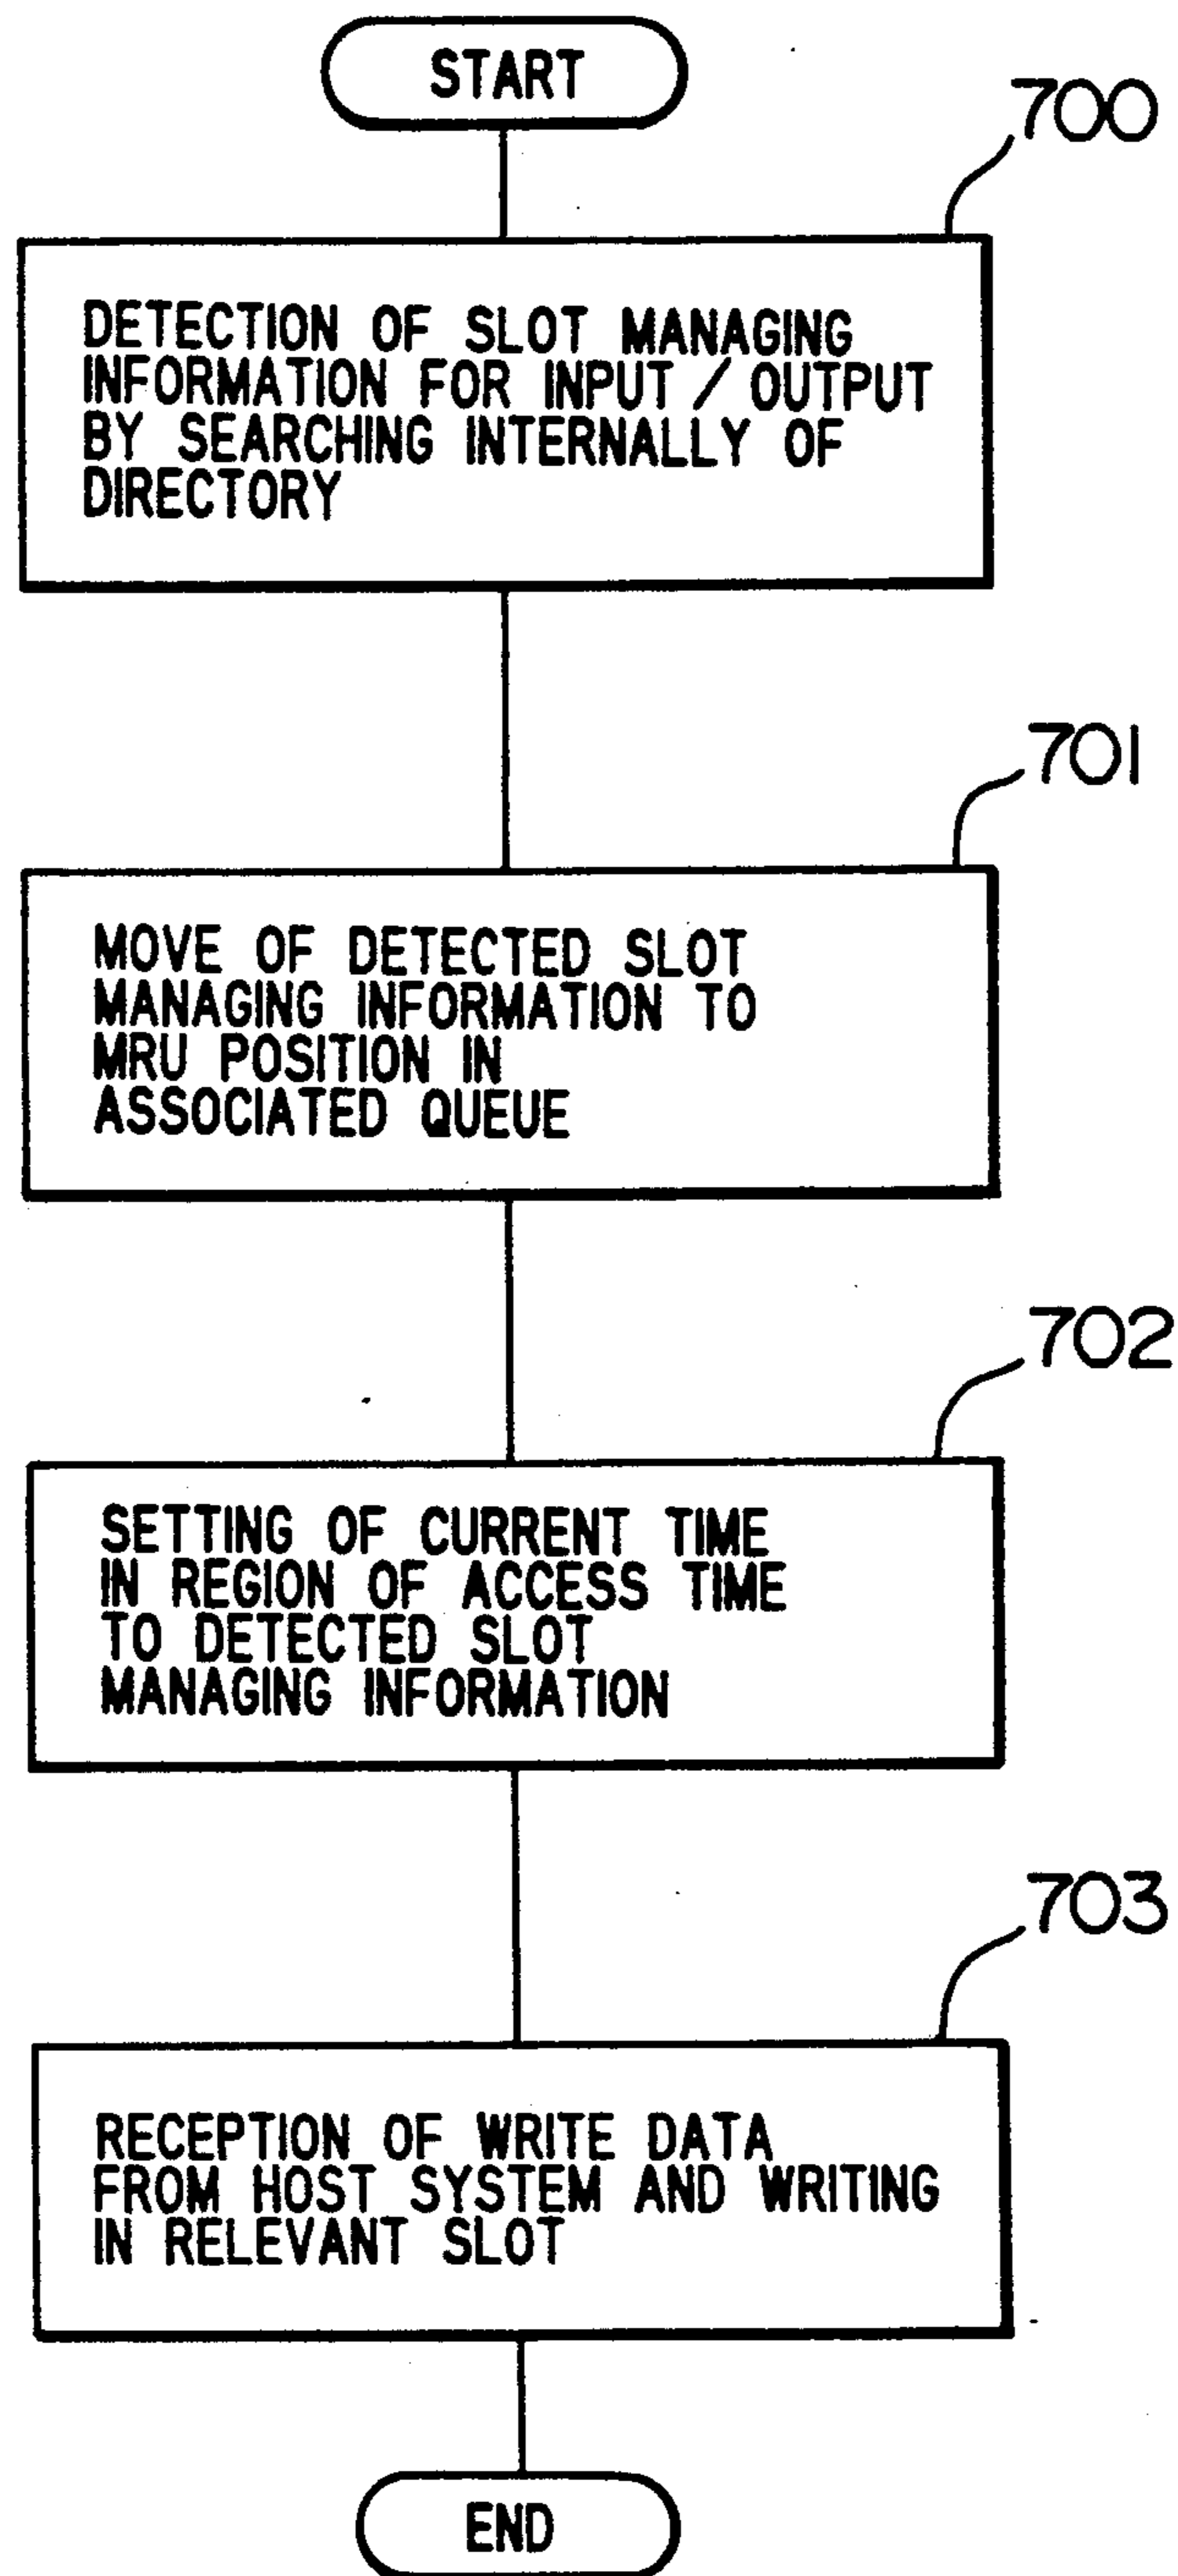 START
700
DETECTION OF SLOT MANAGING
INFORMATION FOR INPUT / OUTPUT
BY SEARCHING INTERNALLY OF
DIRECTORY
701
MOVE OF DETECTED SLOT
MANAGING INFORMATION TO
MRU POSITION IN
ASSOCIATED QUEUE
702
SETTING OF CURRENT TIME
IN REGION OF ACCESS TIME
TO DETECTED SLOT
MANAGING INFORMATION
703
RECEPTION OF WRITE DATA
FROM HOST SYSTEM AND WRITING
IN RELEVANT SLOT
END